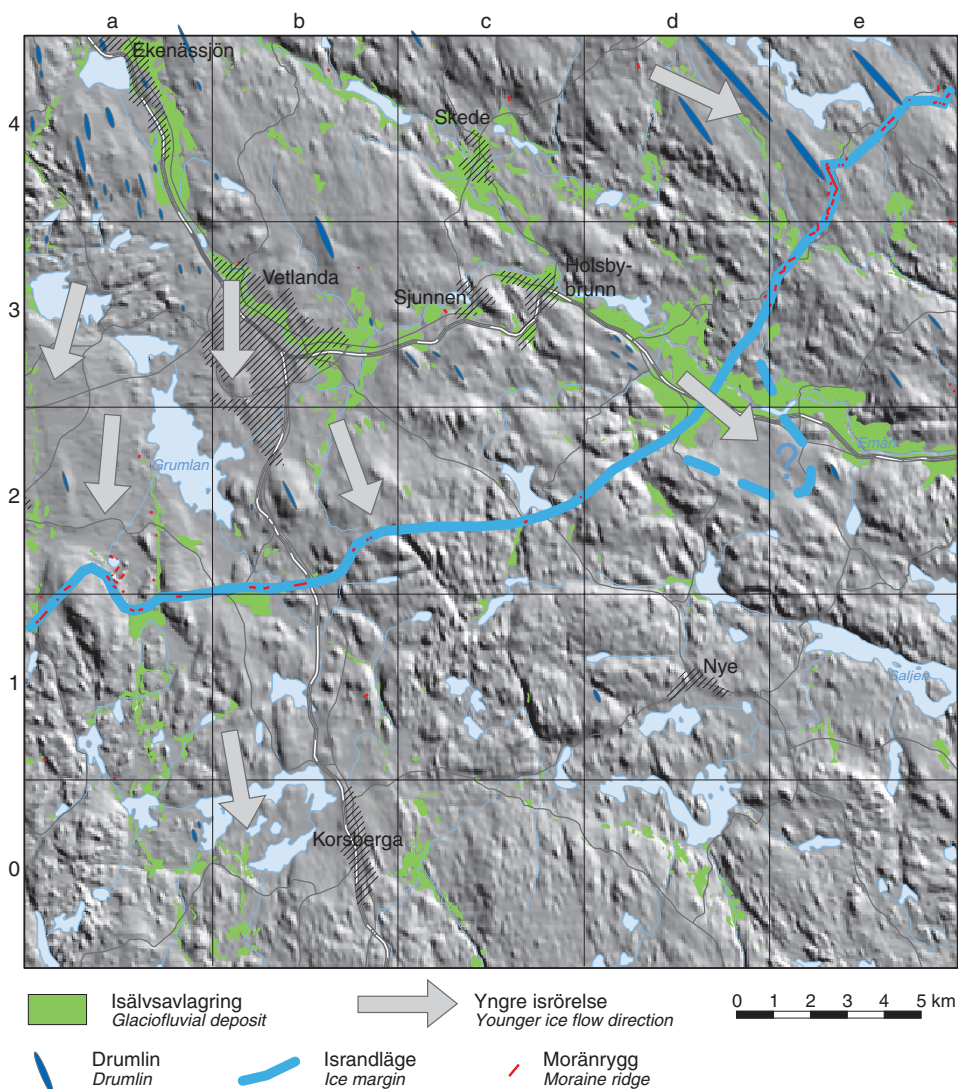 a b c d e
Ekenässjön
4
Skede
Vetlanda
Holsby-
brunn
Sjunnen
3
Emån
?
Grumlan
2
Nye
Saljen
1
Korsberga
0
Isälvsavlagring
Glaciofluvial deposit
Yngre isrörelse
Younger ice flow direction
0 1 2 3 4 5 km
Drumlin
Drumlin
Israndläge
Ice margin
Moränrygg
Moraine ridge